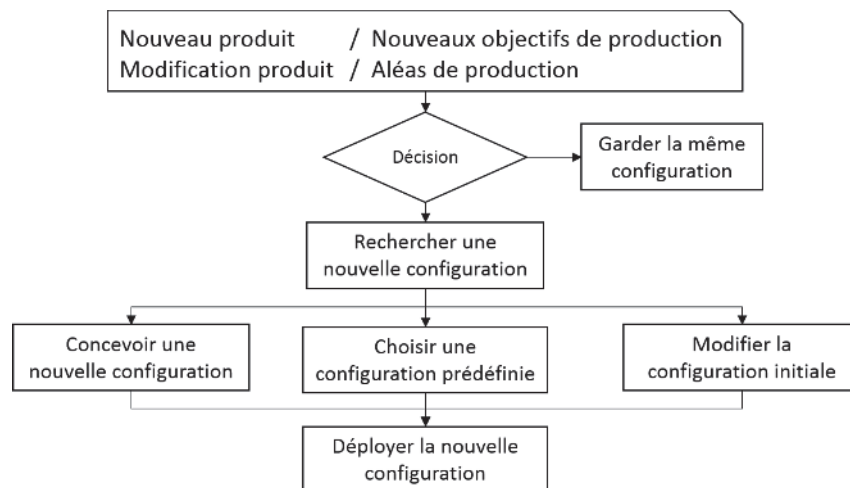 Nouveau produit / Nouveaux objectifs de production
Modification produit / Aléas de production
Décision
Garder la même
configuration
Rechercher une
nouvelle configuration
Concevoir une
nouvelle configuration
Choisir une
configuration prédéfinie
Modifier la
configuration initiale
Déployer la nouvelle
configuration